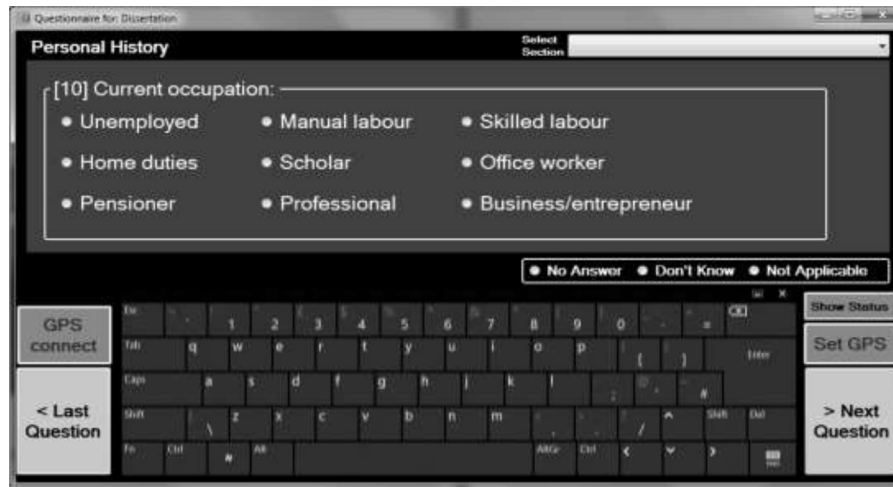 Questionnaire for: Dissertation
Personal History
Select
Section
[10] Current occupation:
Unemployed Manual labour Skilled labour
Home duties Scholar Office worker
Pensioner Professional Business/entrepreneur
No Answer Don't Know Not Applicable
GPS
connect
Show Status
Set GPS
< Last
Question
> Next
Question
Esc 1 2 3 4 5 6 7 8 9 0 - =
Tab q w e r t y u i o p { } Enter
Caps a s d f g h j k l ; @ #
Shift \ z x c v b n m / ^ Shift Del
Fn Ctrl Alt AltGr Ctrl